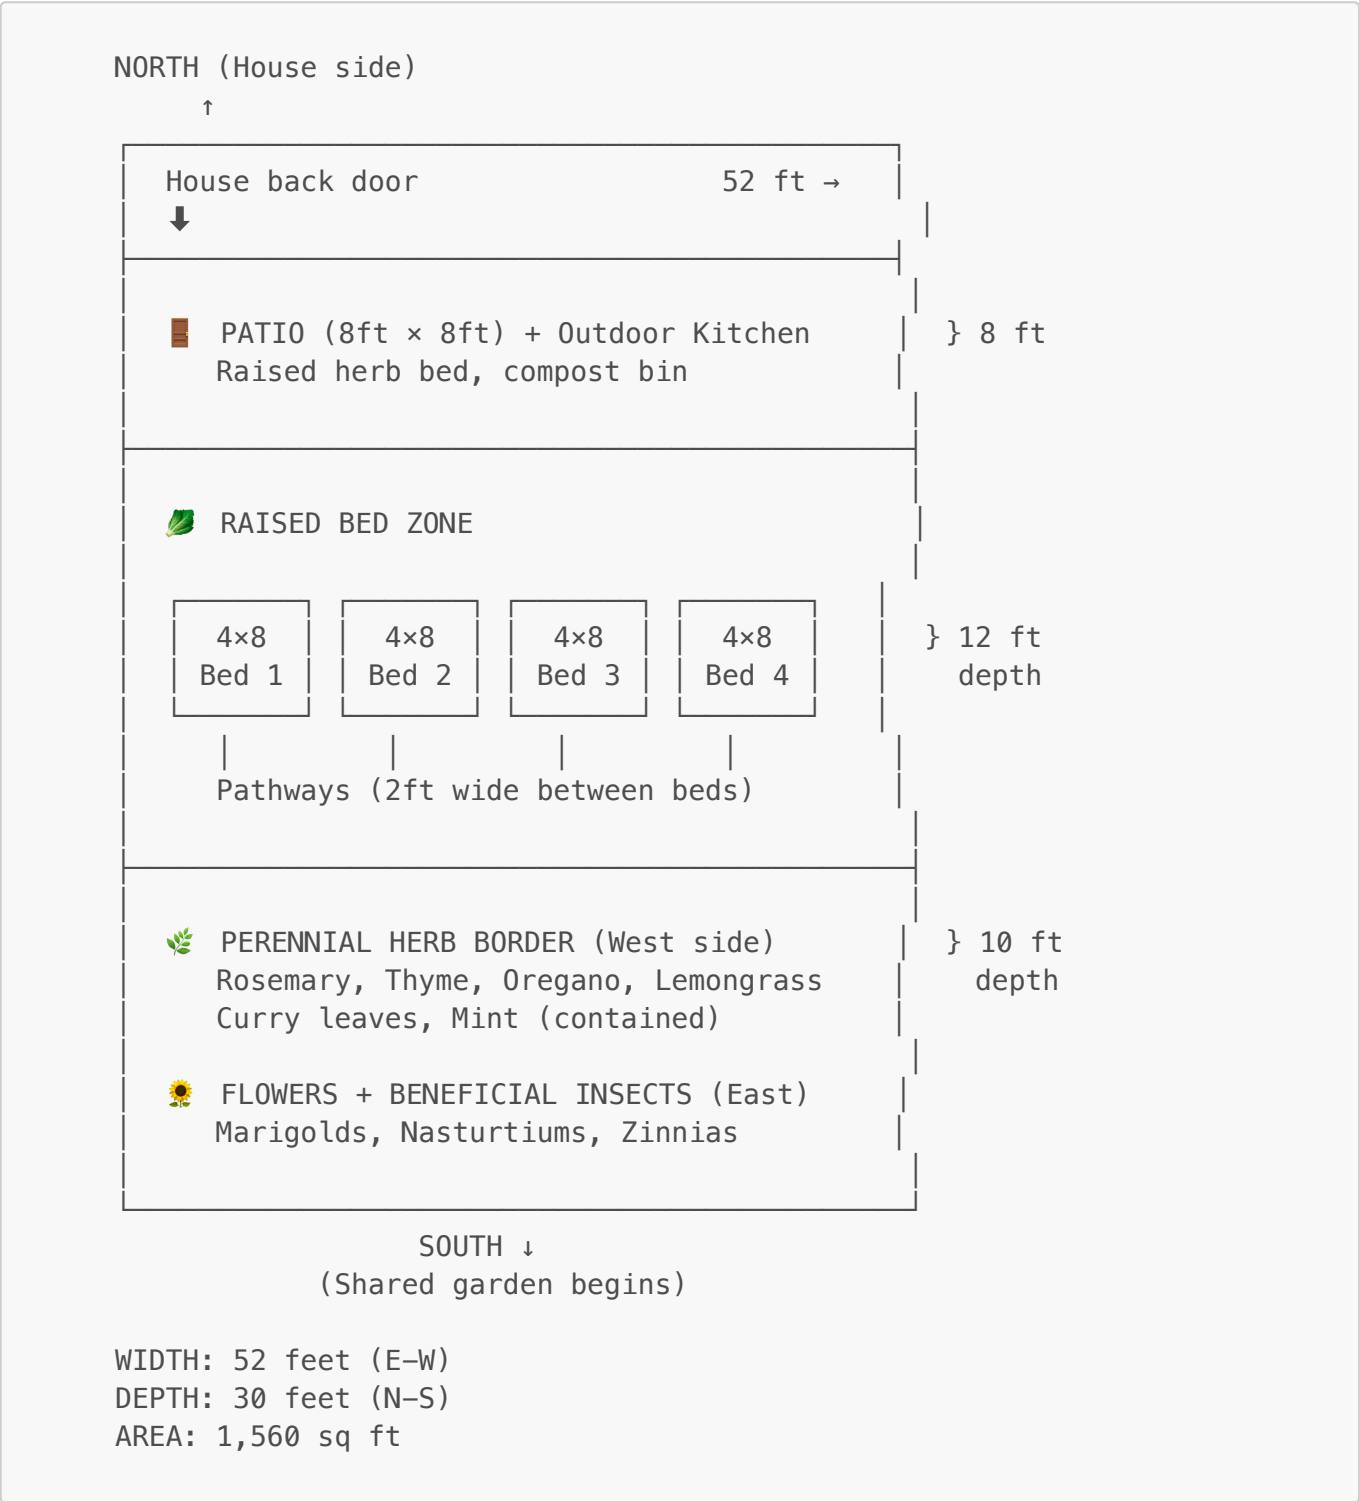 NORTH (House side)
↑
House back door 52 ft →
⬇
🚪 PATIO (8ft × 8ft) + Outdoor Kitchen } 8 ft
Raised herb bed, compost bin
🥬 RAISED BED ZONE
4×8 4×8 4×8 4×8 } 12 ft
Bed 1 Bed 2 Bed 3 Bed 4 depth
Pathways (2ft wide between beds)
🌿 PERENNIAL HERB BORDER (West side) } 10 ft
Rosemary, Thyme, Oregano, Lemongrass depth
Curry leaves, Mint (contained)
🌻 FLOWERS + BENEFICIAL INSECTS (East)
Marigolds, Nasturtiums, Zinnias
SOUTH ↓
(Shared garden begins)
WIDTH: 52 feet (E–W)
DEPTH: 30 feet (N–S)
AREA: 1,560 sq ft